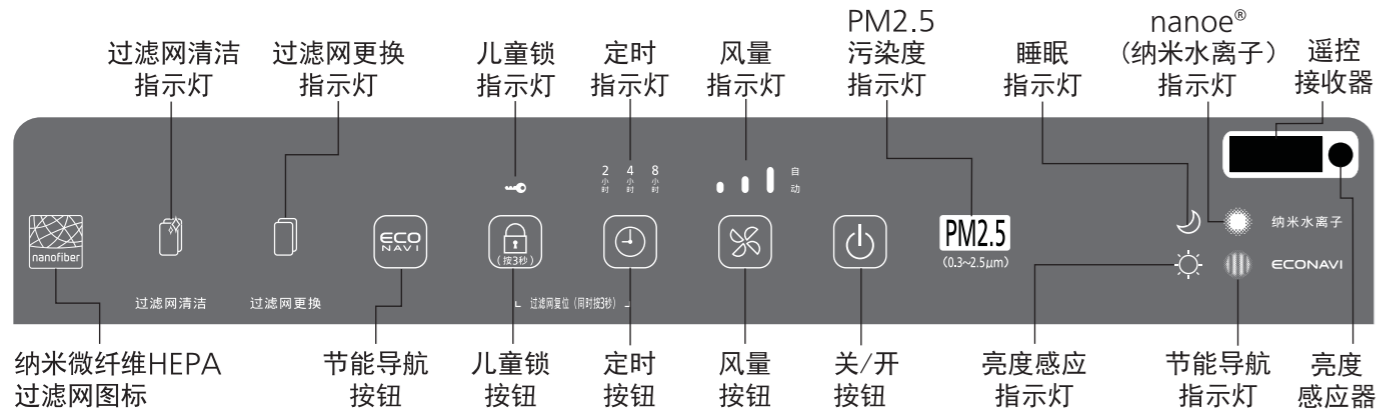 PM2.5
nanoe®
过滤网清洁
过滤网更换
儿童锁
定时
风量
污染度
睡眠
（纳米水离子）
遥控
指示灯
指示灯
指示灯
指示灯
指示灯
指示灯
指示灯
指示灯
接收器
2小时
4小时
8小时
自动
nanofiber
ECO
NAVI
(按3秒)
PM2.5
(0.3~2.5μm)
纳米水离子
ECONAVI
过滤网清洁
过滤网更换
过滤网复位（同时按3秒）
纳米微纤维HEPA
节能导航
儿童锁
定时
风量
关/开
亮度感应
节能导航
亮度
过滤网图标
按钮
按钮
按钮
按钮
按钮
指示灯
指示灯
感应器